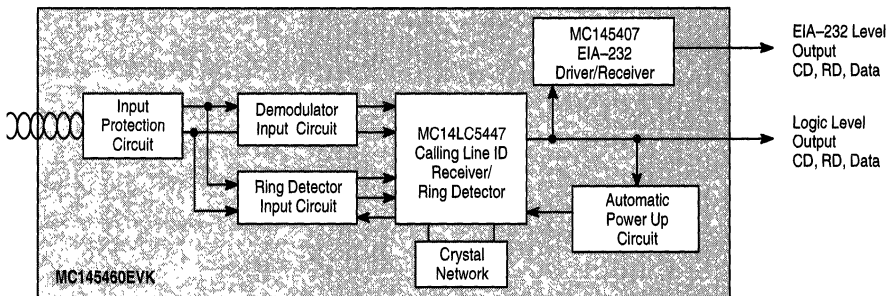 MC145407
EIA–232
Driver/Receiver
EIA–232 Level
Output
CD, RD, Data
Input
Protection
Circuit
Demodulator
Input Circuit
MC14LC5447
Calling Line ID
Receiver/
Ring Detector
Logic Level
Output
CD, RD, Data
Ring Detector
Input Circuit
Automatic
Power Up
Circuit
Crystal
Network
MC145460EVK